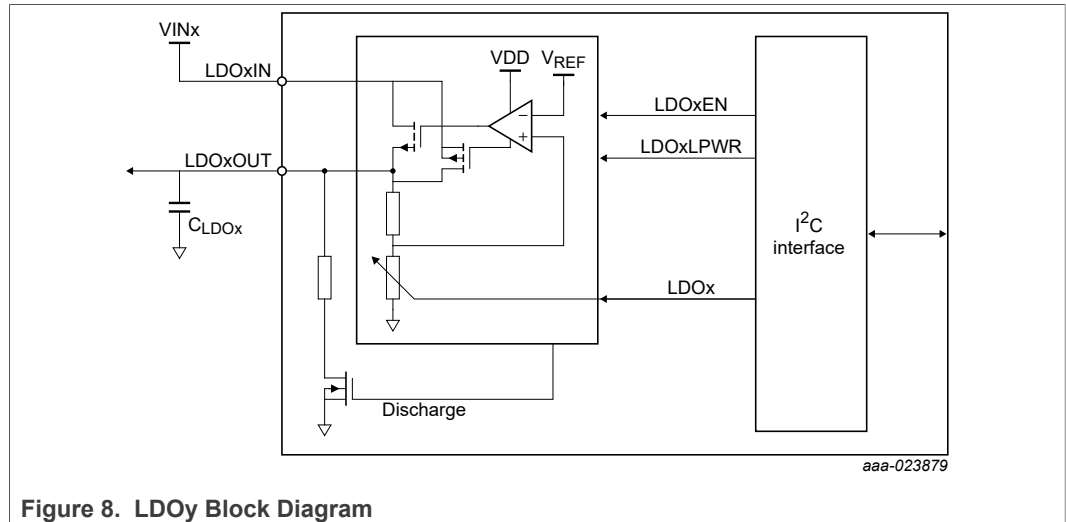 VINx
LDOxIN
VDD
VREF
LDOxEN
LDOxLPWR
LDOxOUT
CLDOx
I2C
interface
LDOx
Discharge
aaa-023879
Figure 8. LDOy Block Diagram